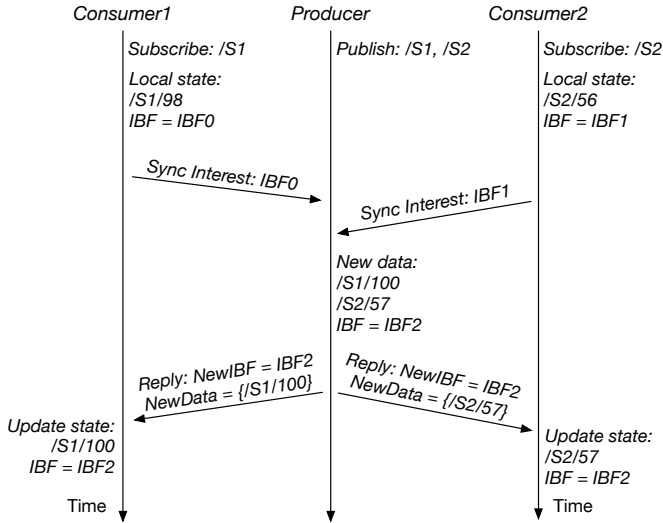 Consumer1
Producer
Consumer2
Subscribe: /S1
Publish: /S1, /S2
Subscribe: /S2
Local state:
/S1/98
IBF = IBF0
Local state:
/S2/56
IBF = IBF1
Sync Interest: IBF0
Sync Interest: IBF1
New data:
/S1/100
/S2/57
IBF = IBF2
Reply: NewIBF = IBF2
NewData = {/S1/100}
Reply: NewIBF = IBF2
NewData = {/S2/57}
Update state:
/S1/100
IBF = IBF2
Update state:
/S2/57
IBF = IBF2
Time
Time